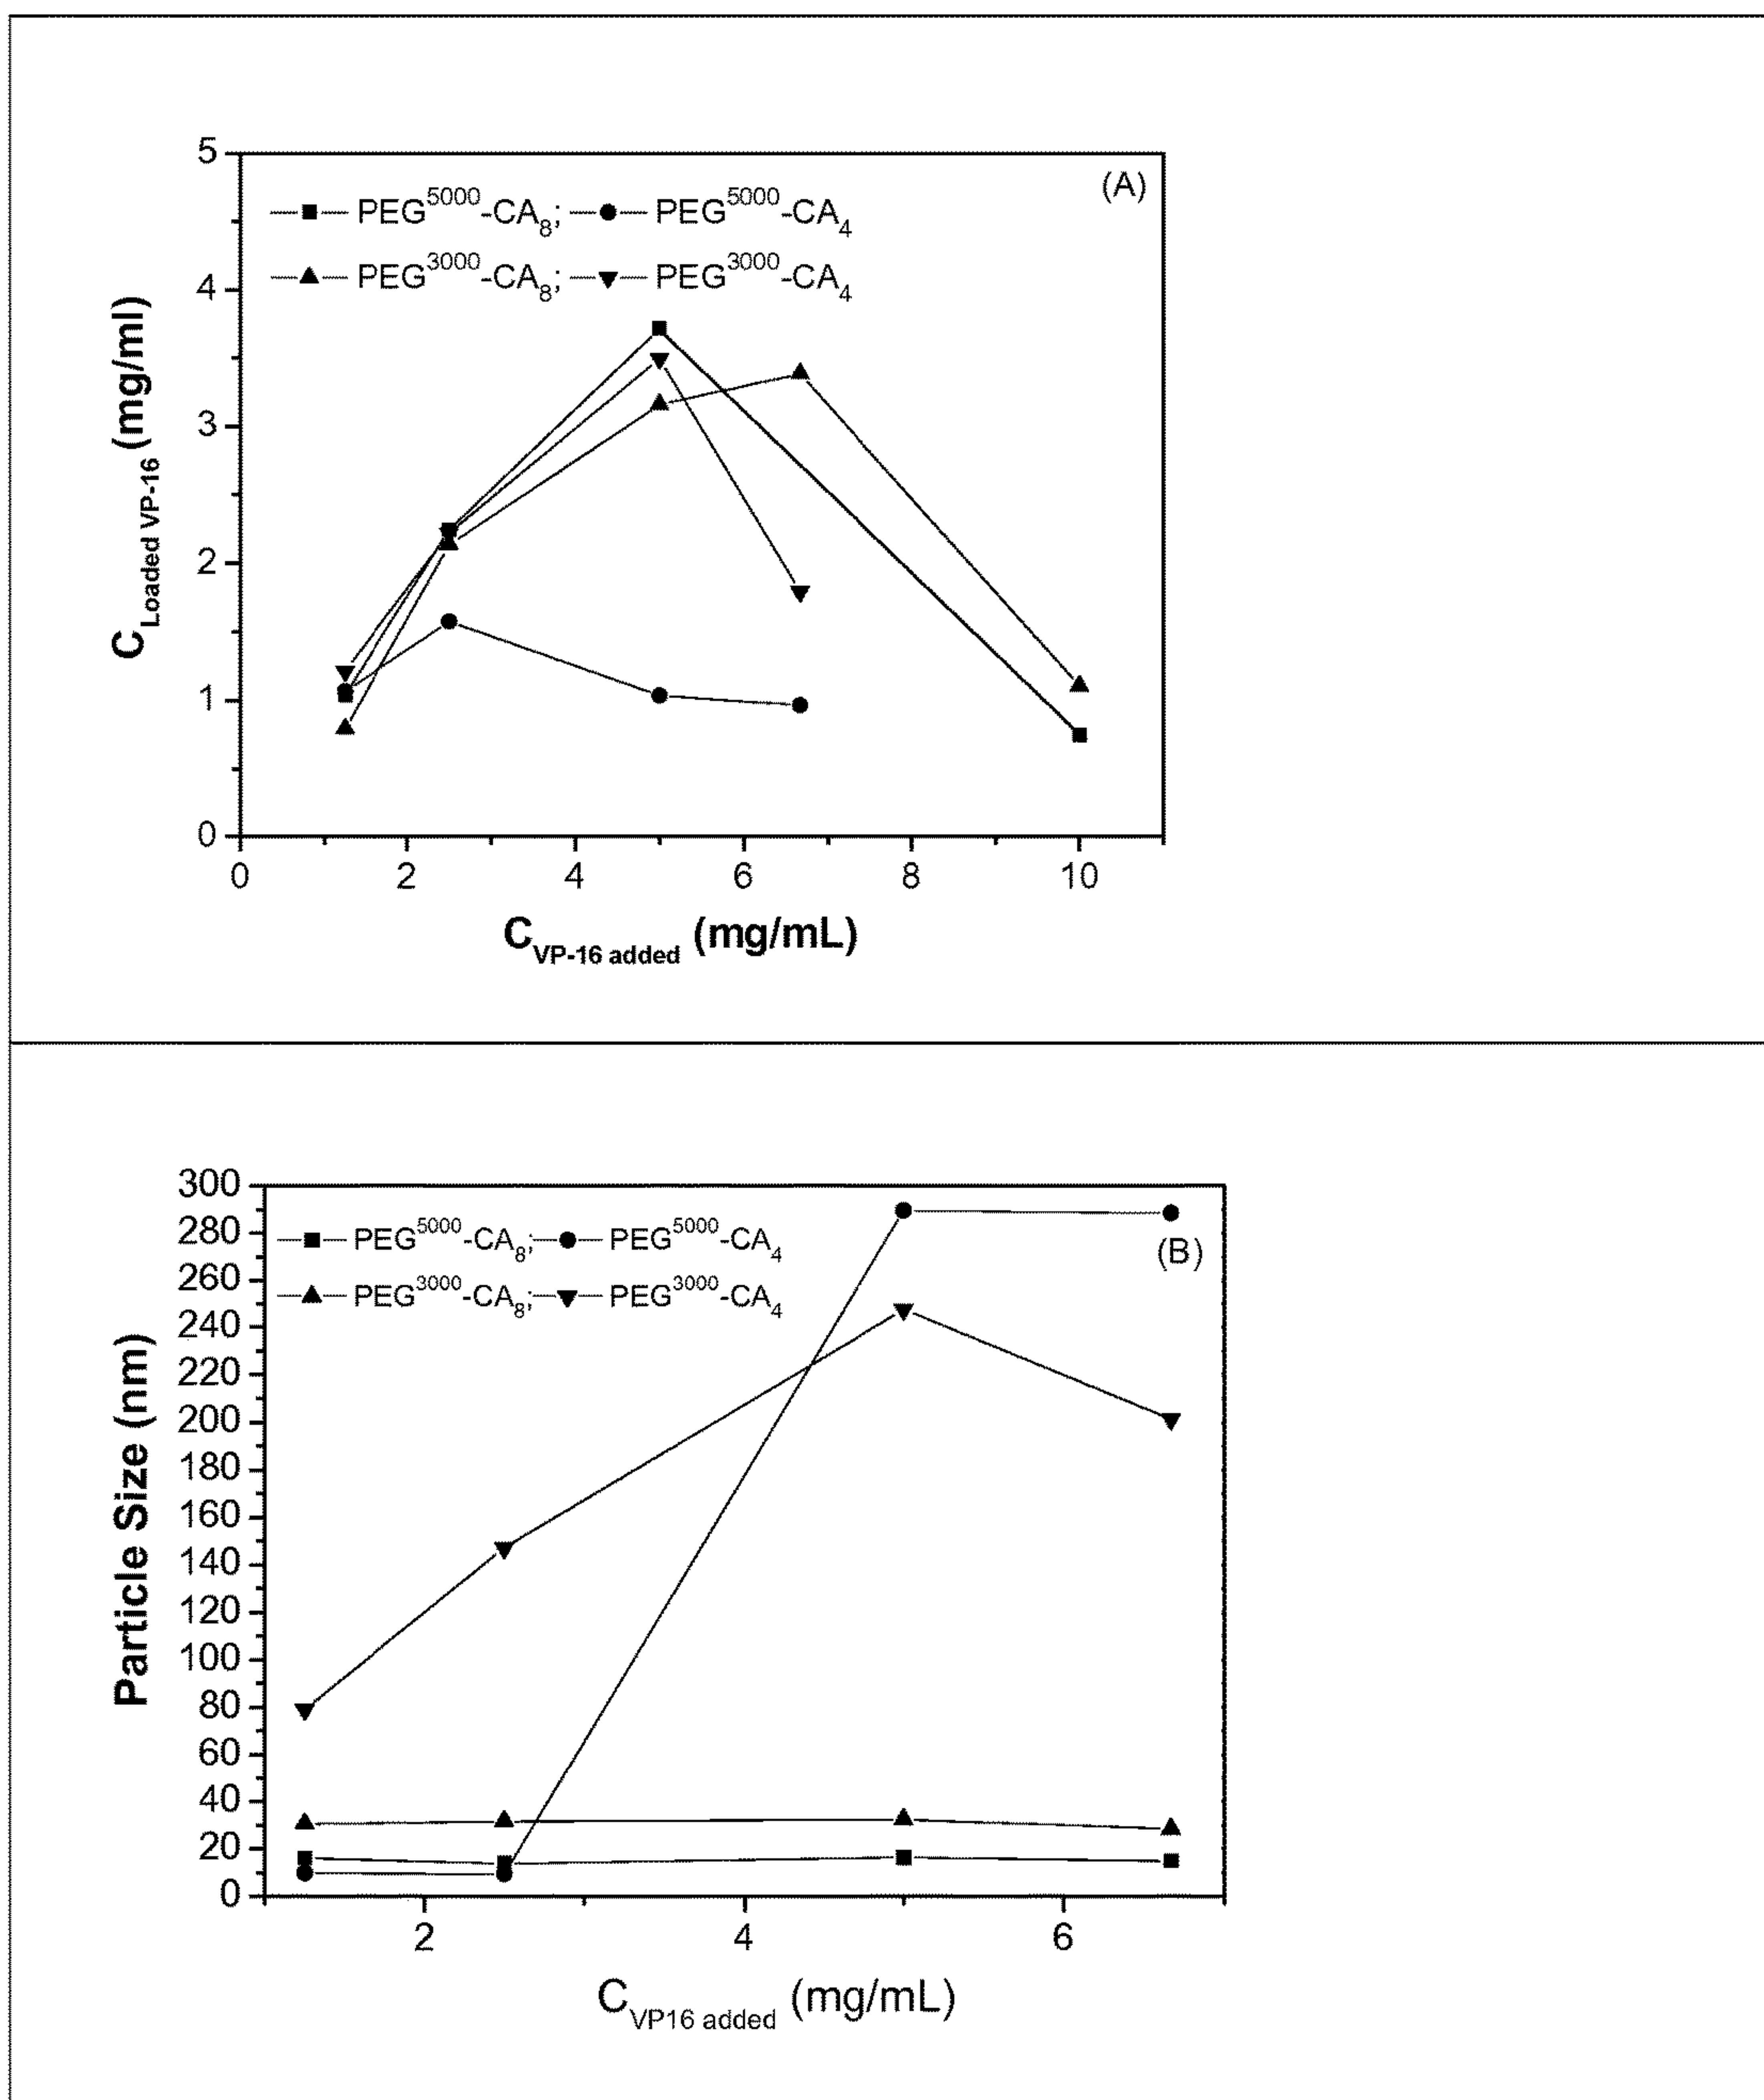 5
(A)
PEG5000-CA8; PEG5000-CA4
PEG3000-CA8; PEG3000-CA4
4
3
2
1
0
CLoaded VP-16 (mg/ml)
0 2 4 6 8 10
CVP-16 added (mg/mL)
300
280
PEG5000-CA8; PEG5000-CA4
(B)
260
PEG3000-CA8; PEG3000-CA4
240
220
200
180
160
140
120
100
80
60
40
20
0
Particle Size (nm)
2 4 6
CVP16 added (mg/mL)